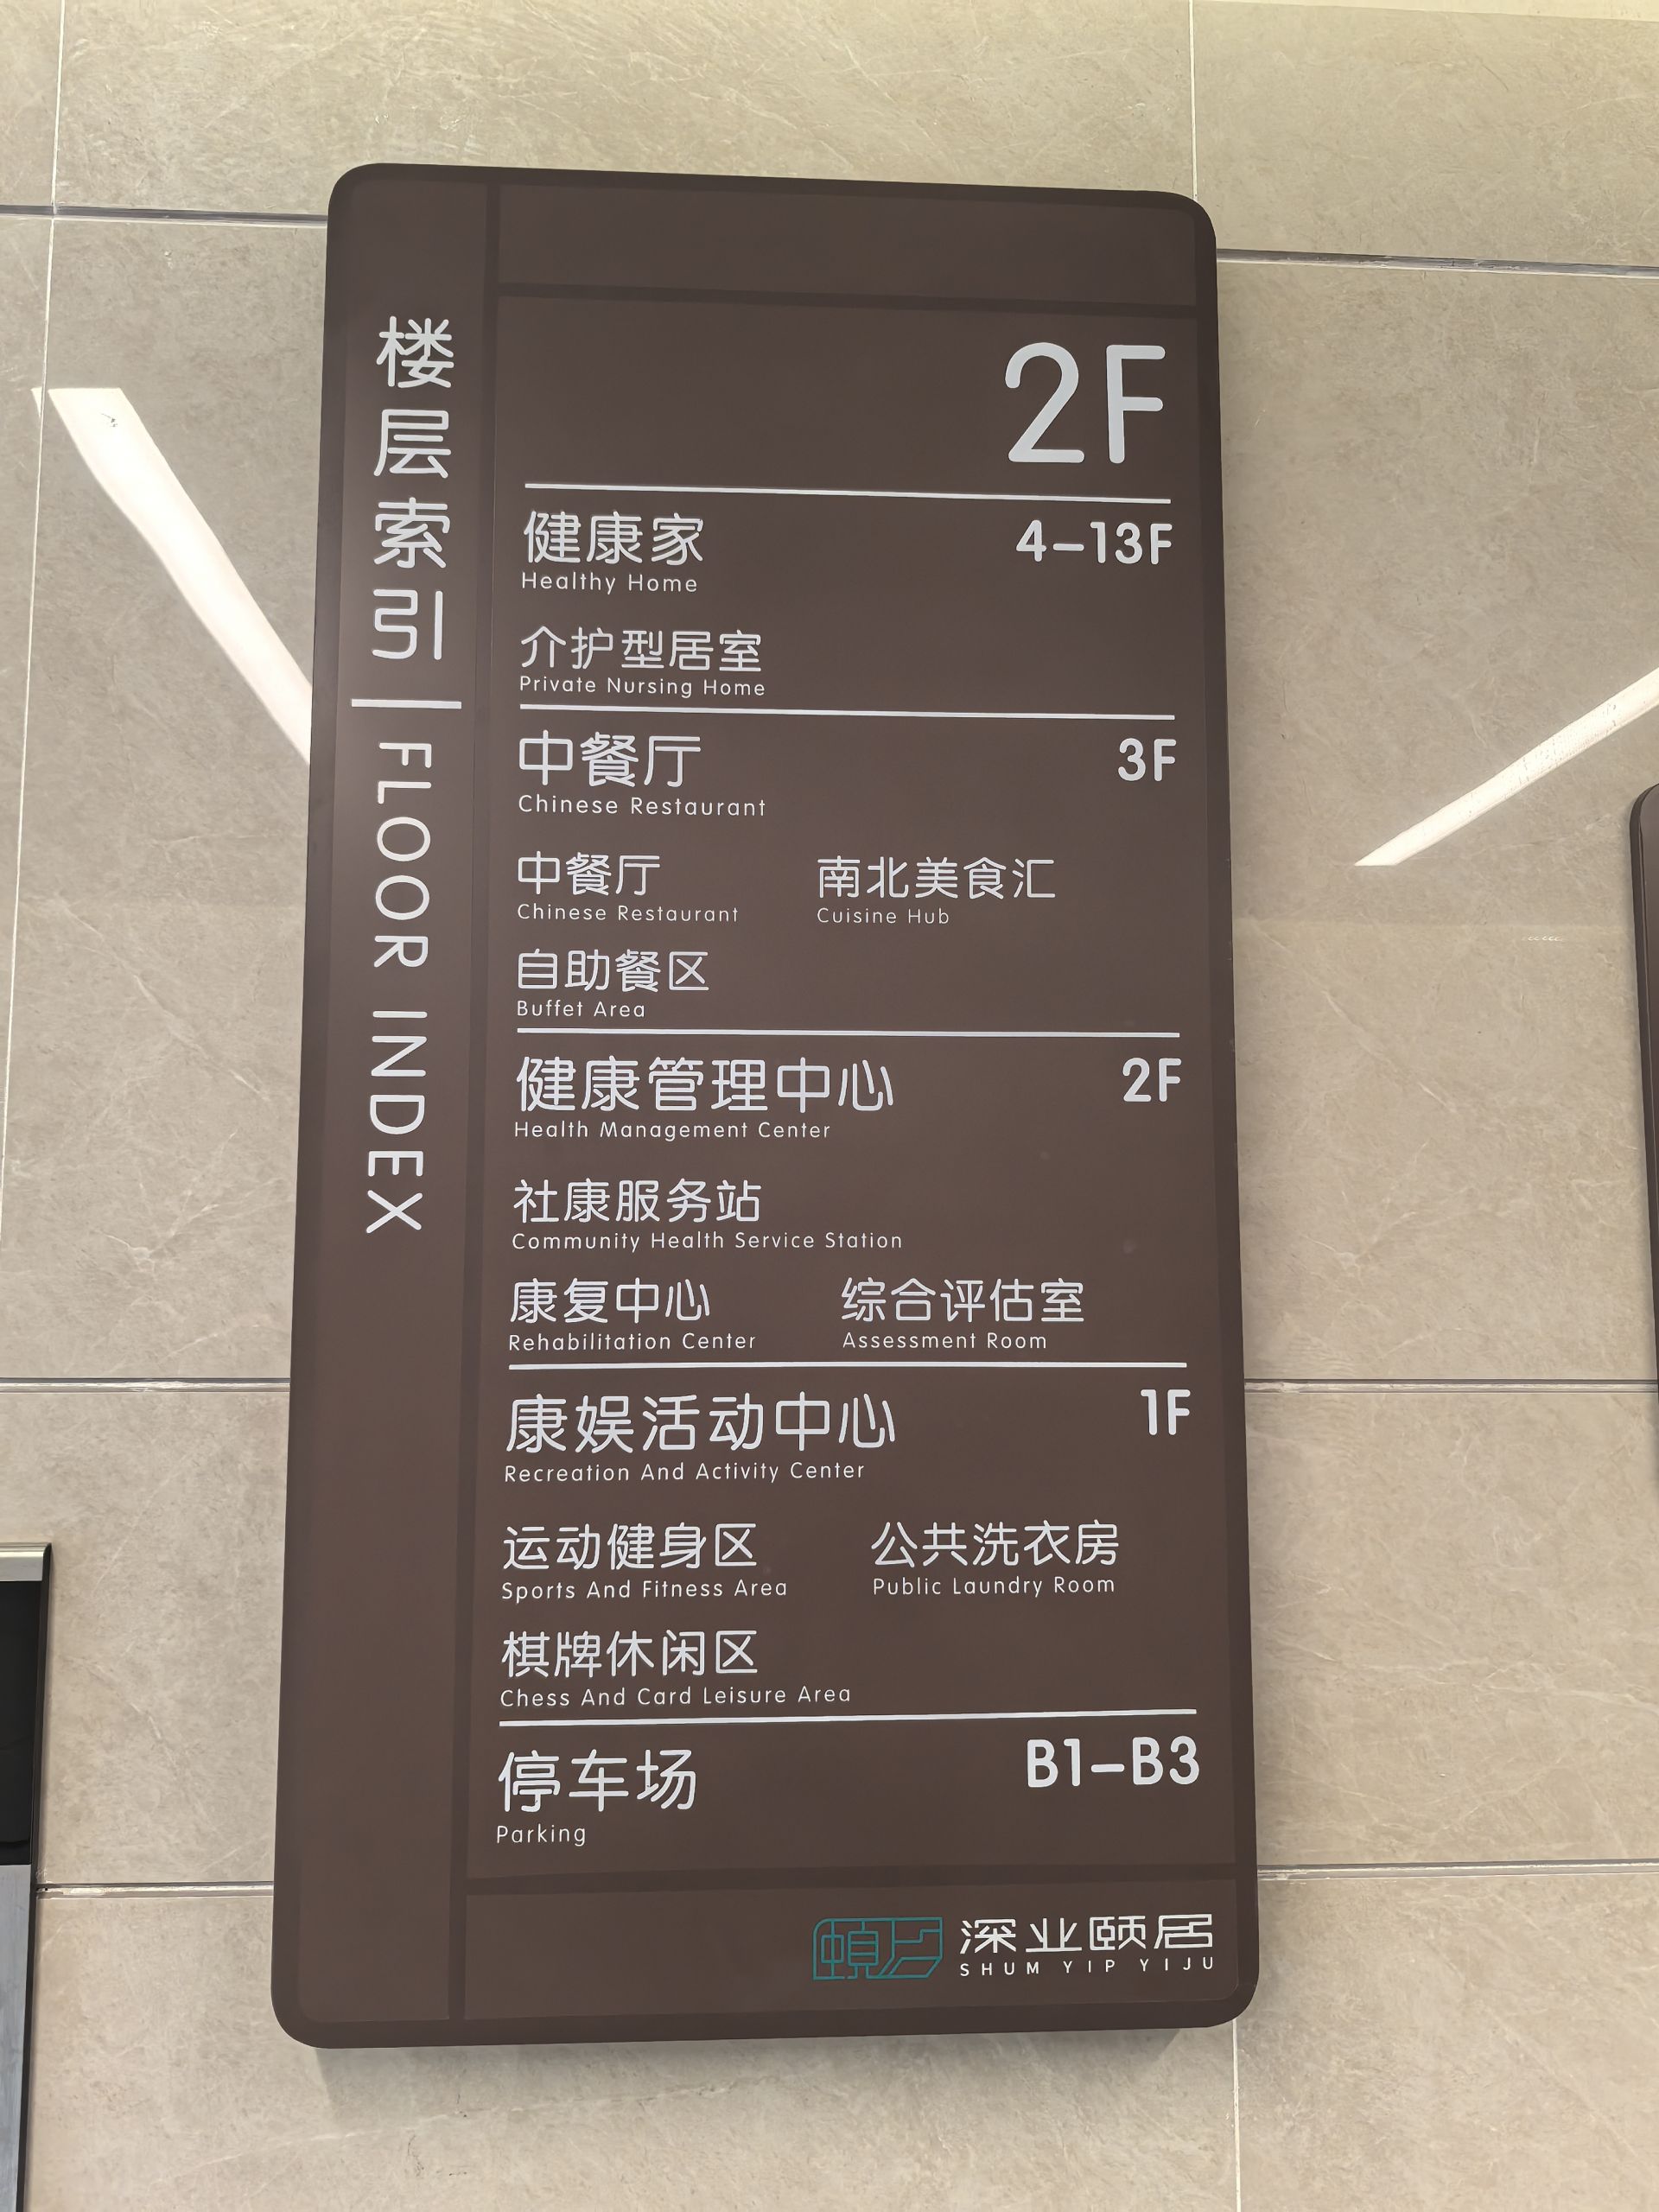 楼层索引
FLOOR INDEX
2F
健康家 4-13F
Healthy Home
介护型居室
Private Nursing Home
中餐厅 3F
Chinese Restaurant
中餐厅 南北美食汇
Chinese Restaurant Cuisine Hub
自助餐区
Buffet Area
健康管理中心 2F
Health Management Center
社康服务站
Community Health Service Station
康复中心 综合评估室
Rehabilitation Center Assessment Room
康娱活动中心 1F
Recreation And Activity Center
运动健身区 公共洗衣房
Sports And Fitness Area Public Laundry Room
棋牌休闲区
Chess And Card Leisure Area
停车场 B1-B3
Parking
深业颐居
SHUM YIP YIJU